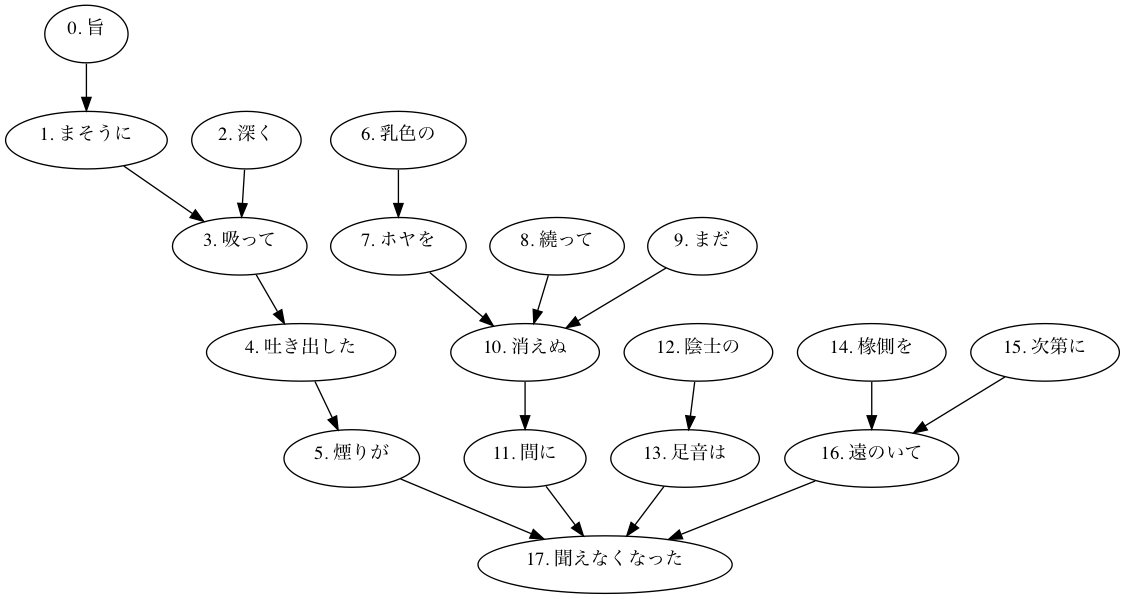 0. 旨
1. まそうに
2. 深く
6. 乳色の
3. 吸って
7. ホヤを
8. 繞って
9. まだ
4. 吐き出した
10. 消えぬ
12. 陰士の
14. 椽側を
15. 次第に
5. 煙りが
11. 間に
13. 足音は
16. 遠のいて
17. 聞えなくなった